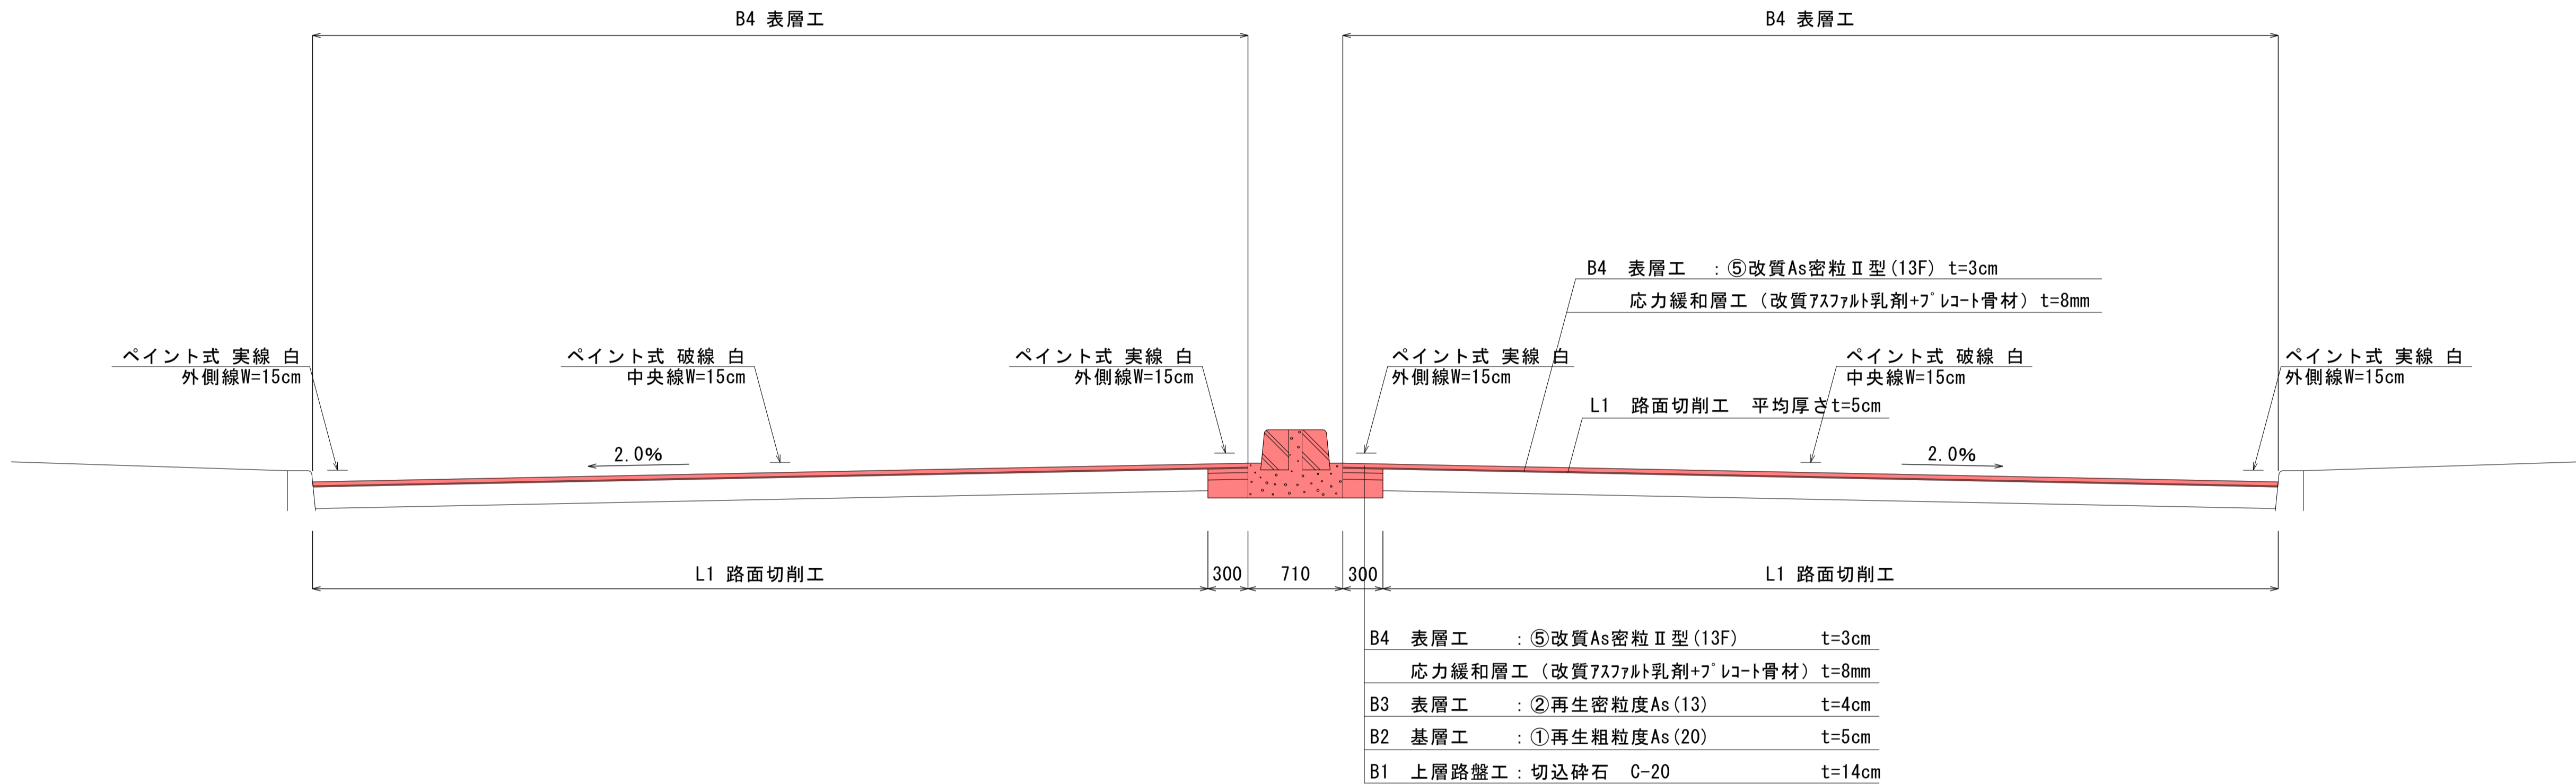 B4 表層工
B4 表層工
B4 表層工 : ⑤改質As密粒Ⅱ型(13F) t=3cm
応力緩和層工（改質ｱｽﾌｧﾙﾄ乳剤+ﾌﾟﾚｺｰﾄ骨材）t=8mm
ペイント式 実線 白
外側線W=15cm
ペイント式 破線 白
中央線W=15cm
ペイント式 実線 白
外側線W=15cm
ペイント式 実線 白
外側線W=15cm
ペイント式 破線 白
中央線W=15cm
ペイント式 実線 白
外側線W=15cm
L1 路面切削工 平均厚さt=5cm
2.0%
2.0%
L1 路面切削工
300
710
300
L1 路面切削工
B4 表層工 : ⑤改質As密粒Ⅱ型(13F) t=3cm
応力緩和層工（改質ｱｽﾌｧﾙﾄ乳剤+ﾌﾟﾚｺｰﾄ骨材）t=8mm
B3 表層工 : ②再生密粒度As(13) t=4cm
B2 基層工 : ①再生粗粒度As(20) t=5cm
B1 上層路盤工 : 切込砕石 C-20 t=14cm